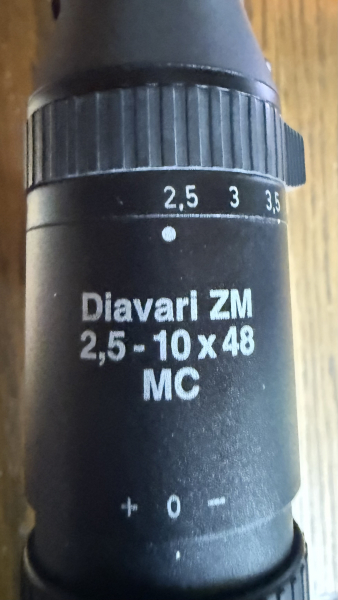 2,5 3 3,5
Diavari ZM
2,5 - 10 x 48
MC
+ 0 -